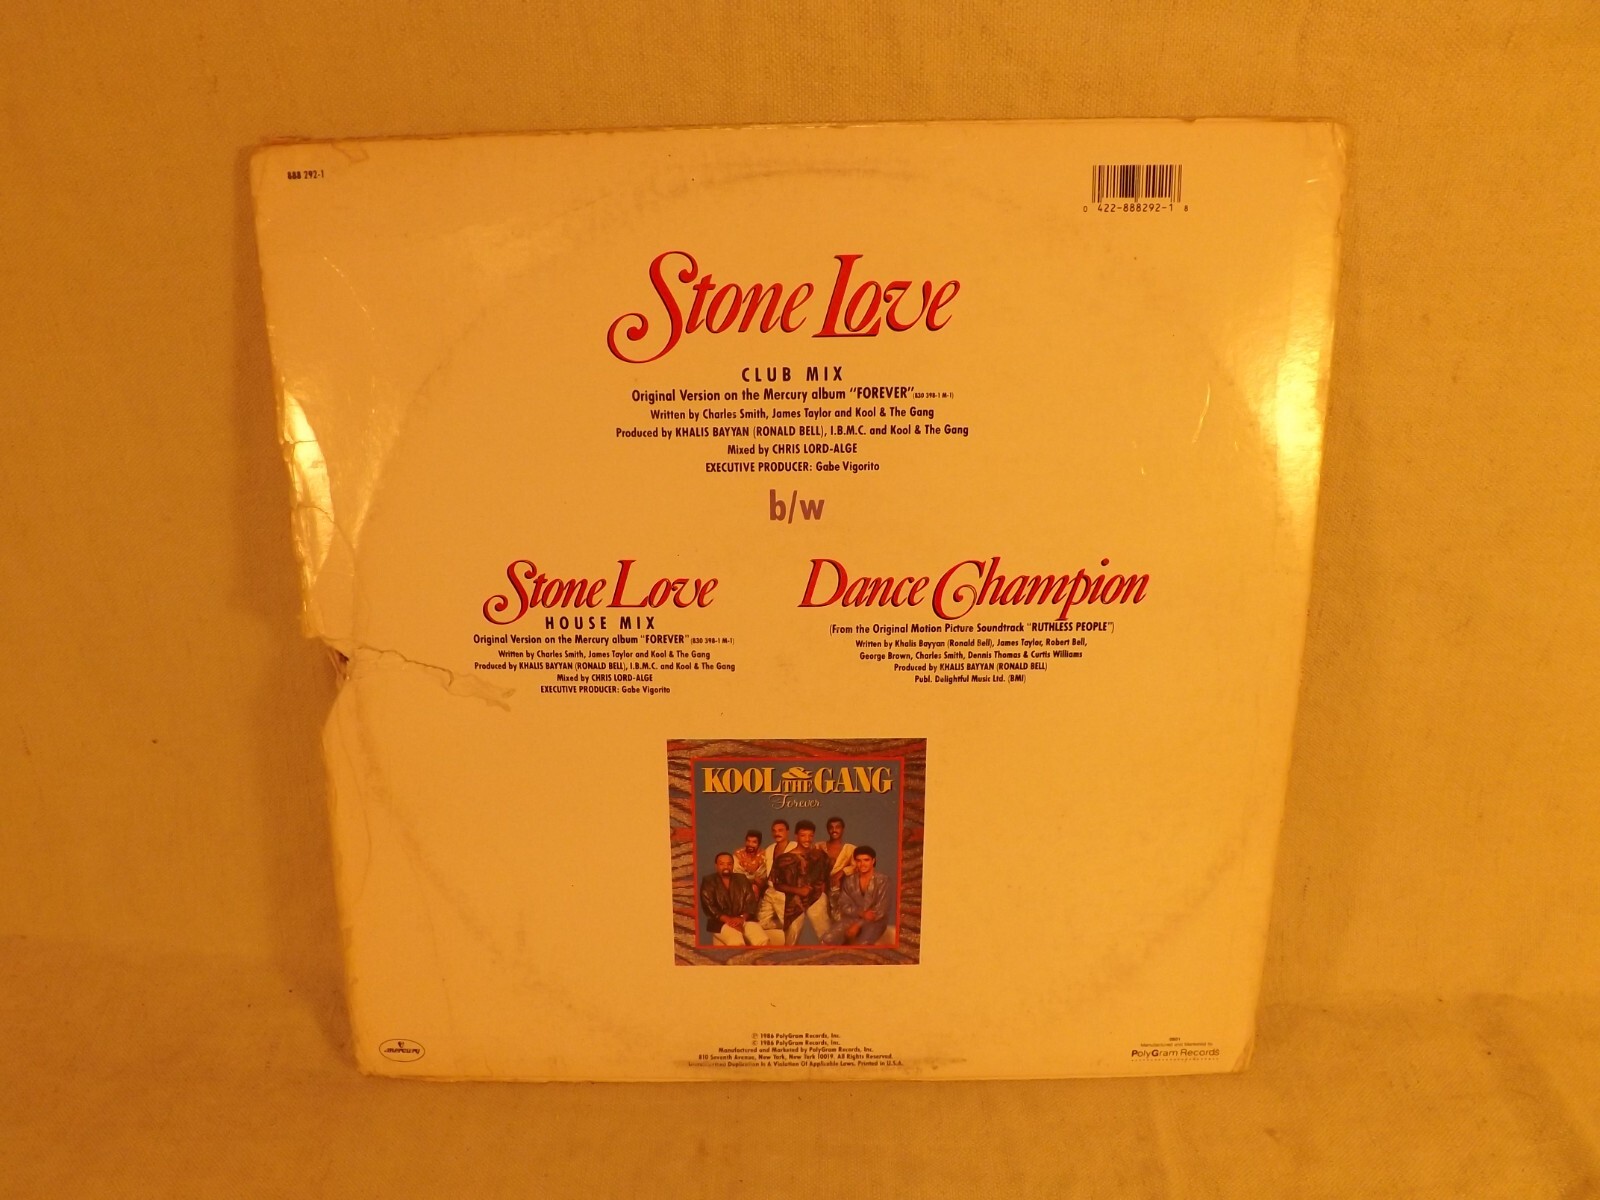 888 292-1
0 422-888292-1 8
Stone Love
CLUB MIX
Original Version on the Mercury album "FOREVER" (830 398-1 M-1)
Written by Charles Smith, James Taylor and Kool & The Gang
Produced by KHALIS BAYYAN (RONALD BELL), I.B.M.C. and Kool & The Gang
Mixed by CHRIS LORD-ALGE
EXECUTIVE PRODUCER: Gabe Vigorito
b/w
Stone Love
HOUSE MIX
Original Version on the Mercury album "FOREVER" (830 398-1 M-1)
Written by Charles Smith, James Taylor and Kool & The Gang
Produced by KHALIS BAYYAN (RONALD BELL), I.B.M.C. and Kool & The Gang
Mixed by CHRIS LORD-ALGE
EXECUTIVE PRODUCER: Gabe Vigorito
Dance Champion
(From the Original Motion Picture Soundtrack "RUTHLESS PEOPLE")
Written by Khalis Bayyan (Ronald Bell), James Taylor, Robert Bell,
George Brown, Charles Smith, Dennis Thomas & Curtis Williams
Produced by KHALIS BAYYAN (RONALD BELL)
Publ. Delightful Music Ltd. (BMI)
KOOL & THE GANG
Forever
℗ 1986 PolyGram Records, Inc.
© 1986 PolyGram Records, Inc.
Manufactured and Marketed by PolyGram Records, Inc.
810 Seventh Avenue, New York, New York 10019. All Rights Reserved.
Unauthorized Duplication Is A Violation Of Applicable Laws. Printed in U.S.A.
mercury
Manufactured and Marketed by
PolyGram Records